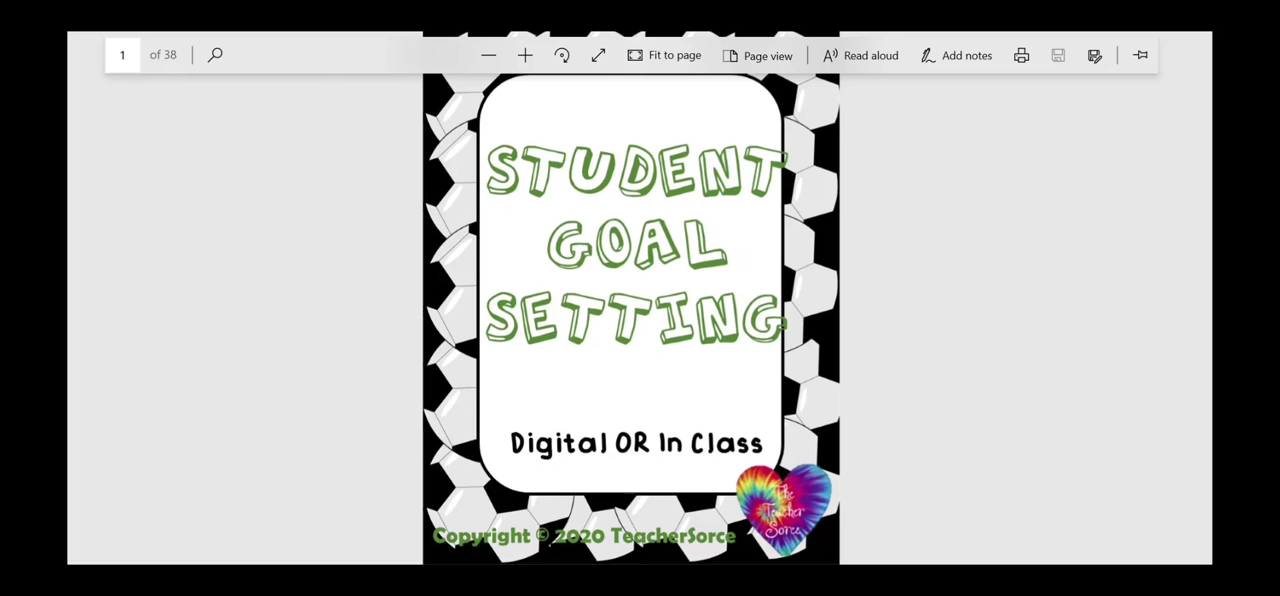 1 of 38 Fit to page Page view Read aloud Add notes
STUDENT
GOAL
SETTING
Digital OR In Class
The
Teacher
Sorce
Copyright © 2020 TeacherSorce